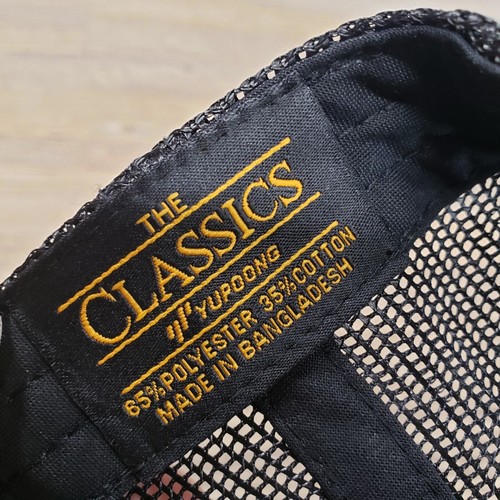 THE
CLASSICS
YUPOONG
65% POLYESTER 35% COTTON
MADE IN BANGLADESH